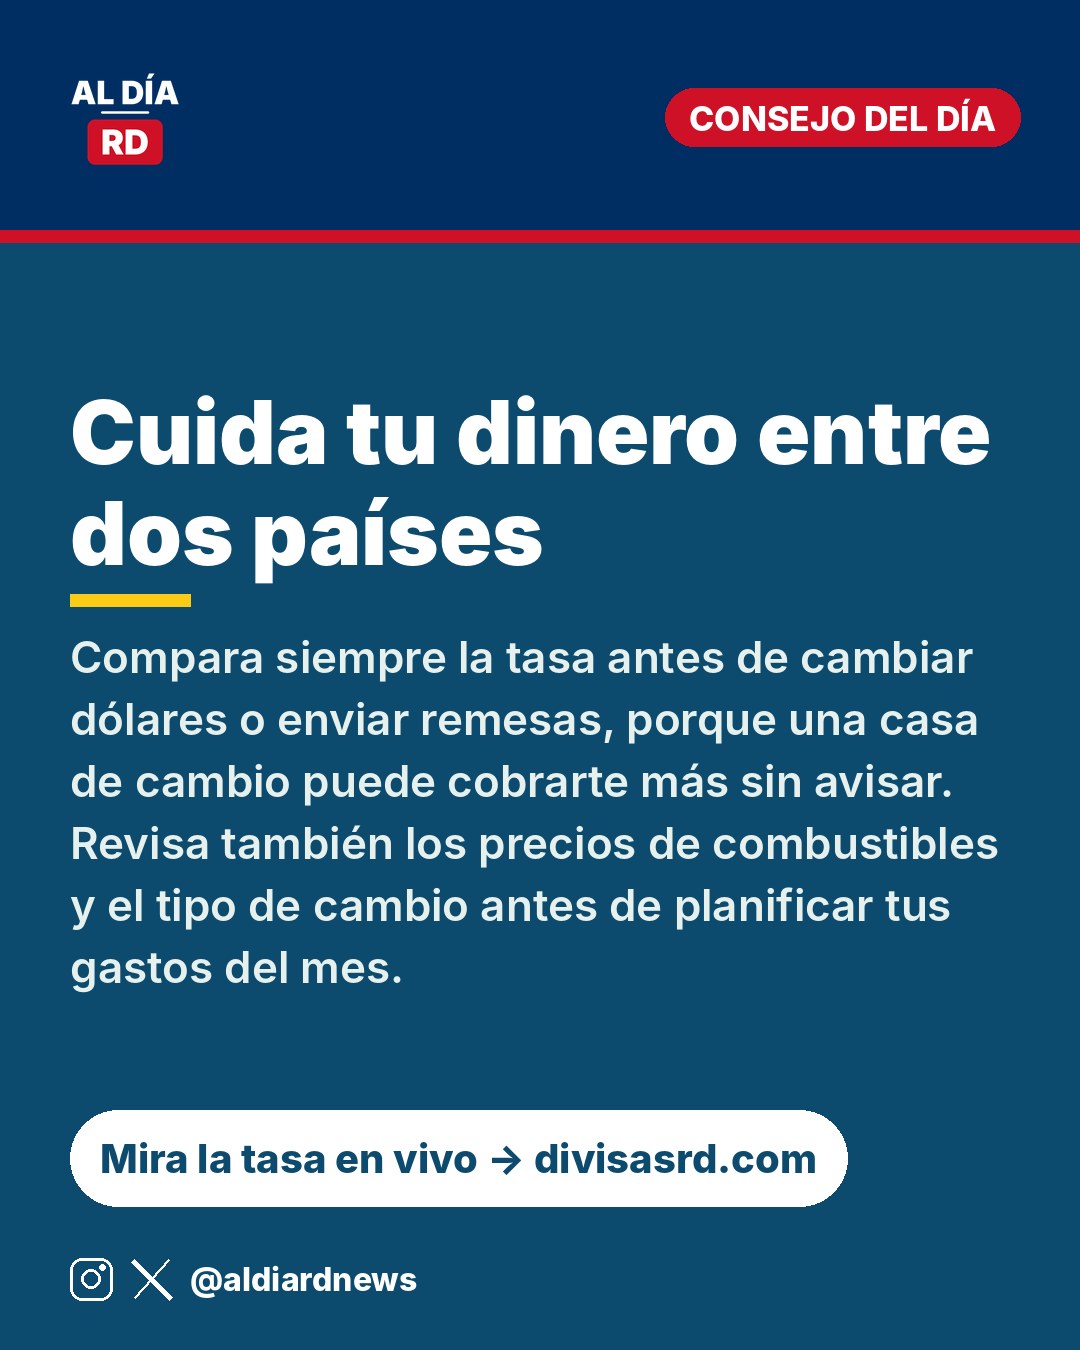 AL DÍA
RD
CONSEJO DEL DÍA
Cuida tu dinero entre
dos países
Compara siempre la tasa antes de cambiar
dólares o enviar remesas, porque una casa
de cambio puede cobrarte más sin avisar.
Revisa también los precios de combustibles
y el tipo de cambio antes de planificar tus
gastos del mes.
Mira la tasa en vivo → divisasrd.com
@aldiardnews